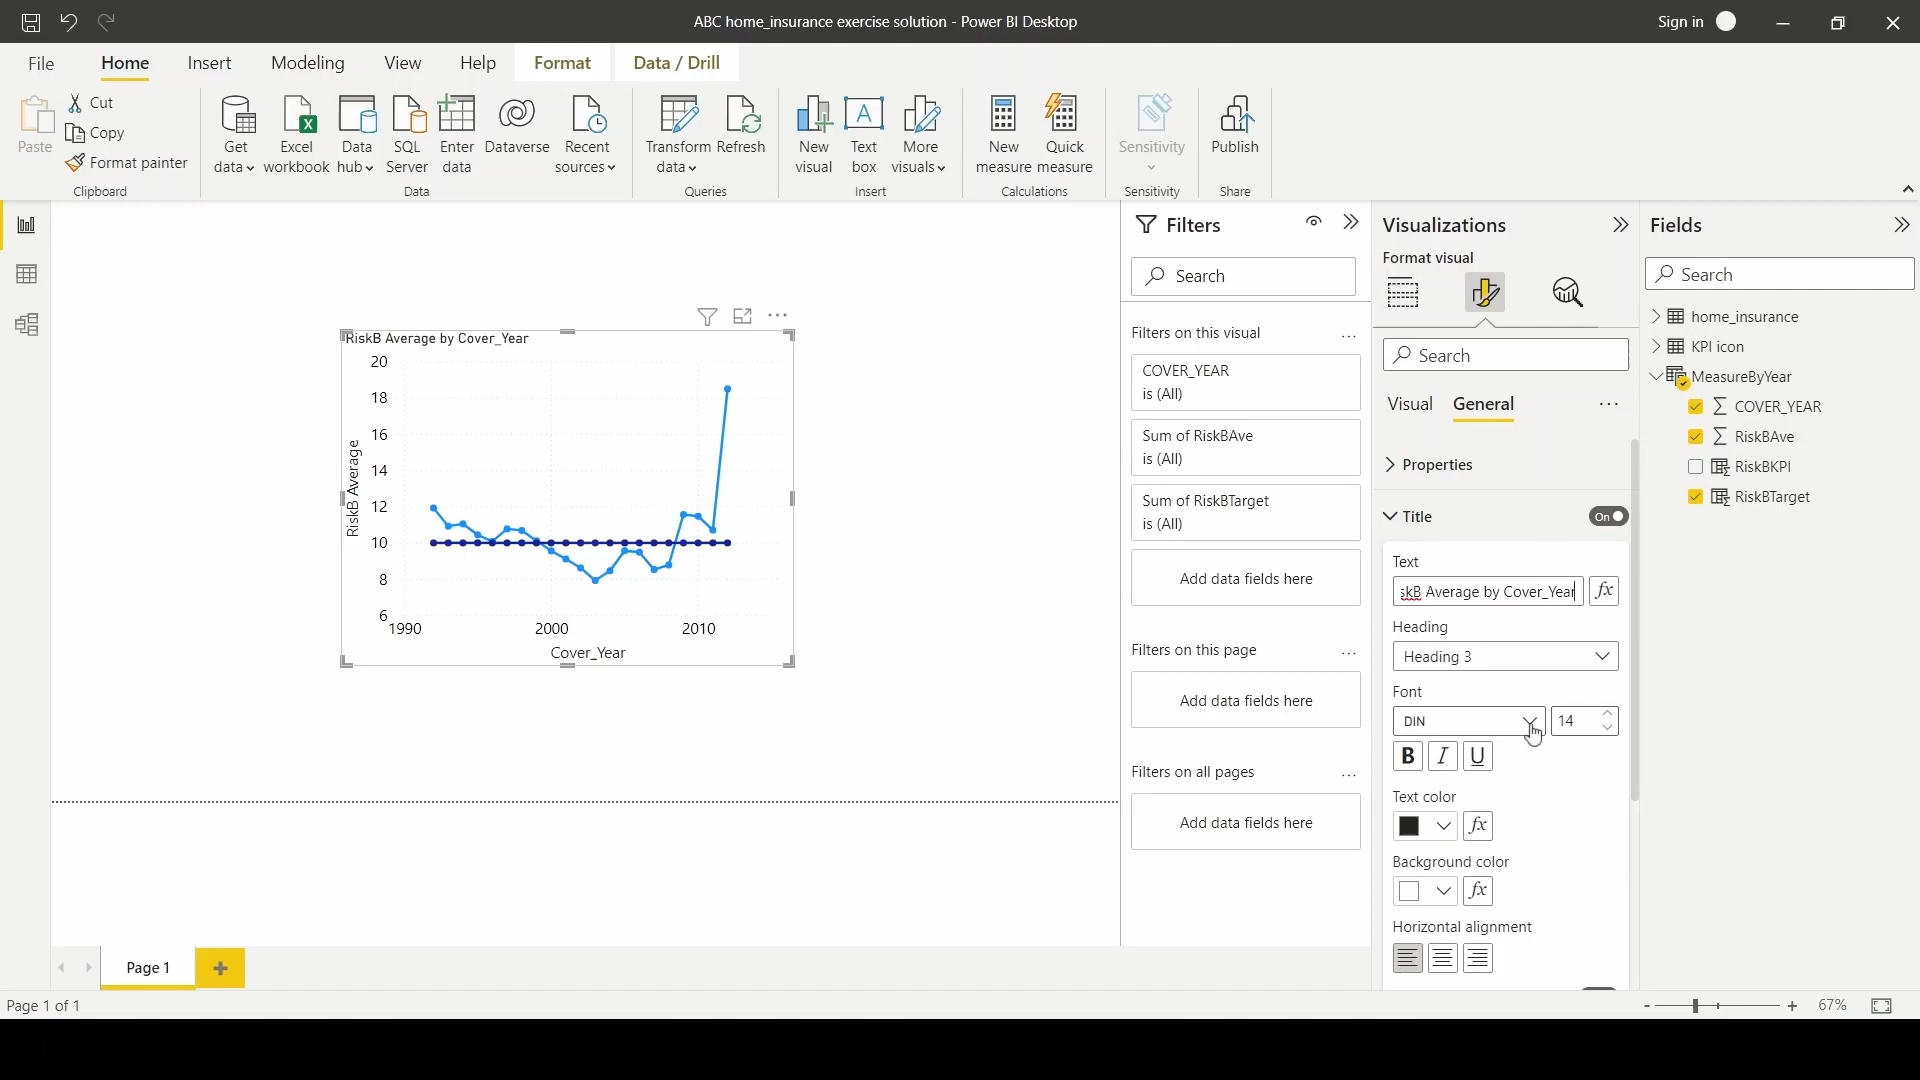 ABC home_insurance exercise solution - Power BI Desktop
Sign in
File
Home
Insert
Modeling
View
Help
Format
Data / Drill
Paste
Cut
Copy
Format painter
Clipboard
Get
data
Excel
workbook
Data
hub
SQL
Server
Enter
data
Dataverse
Recent
sources
Data
Transform
data
Refresh
Queries
New
visual
Text
box
More
visuals
Insert
New
measure
Quick
measure
Calculations
Sensitivity
Sensitivity
Publish
Share
RiskB Average by Cover_Year
RiskB Average
20
18
16
14
12
10
8
6
1990
2000
2010
Cover_Year
Filters
Search
Filters on this visual
...
COVER_YEAR
is (All)
Sum of RiskBAve
is (All)
Sum of RiskBTarget
is (All)
Add data fields here
Filters on this page
...
Add data fields here
Filters on all pages
...
Add data fields here
Visualizations
Format visual
Search
Visual
General
...
Properties
Title
On
Text
skB Average by Cover_Year
fx
Heading
Heading 3
Font
DIN
14
B
I
U
Text color
fx
Background color
fx
Horizontal alignment
Fields
Search
home_insurance
KPI icon
MeasureByYear
COVER_YEAR
RiskBAve
RiskBKPI
RiskBTarget
Page 1
Page 1 of 1
- + 67%